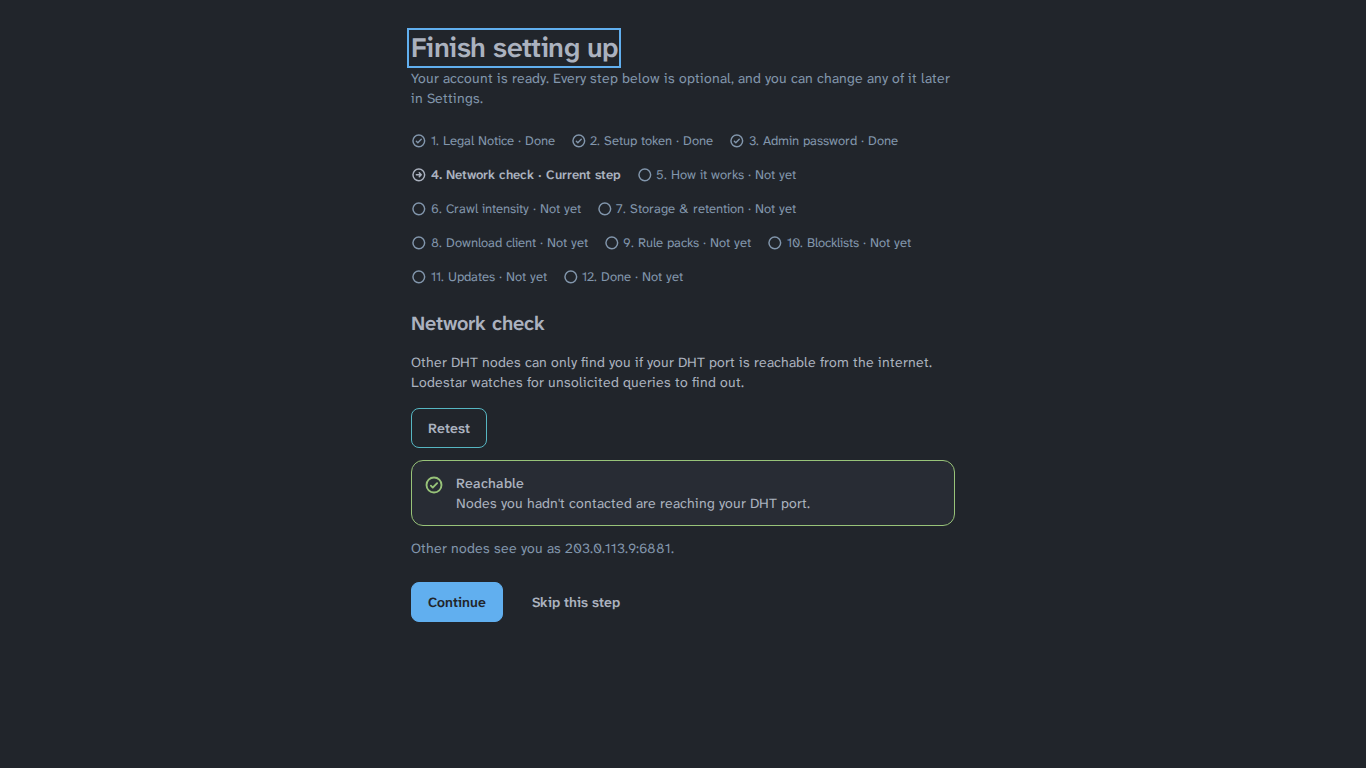 Finish setting up
Your account is ready. Every step below is optional, and you can change any of it later
in Settings.
1. Legal Notice · Done 2. Setup token · Done 3. Admin password · Done
4. Network check · Current step 5. How it works · Not yet
6. Crawl intensity · Not yet 7. Storage & retention · Not yet
8. Download client · Not yet 9. Rule packs · Not yet 10. Blocklists · Not yet
11. Updates · Not yet 12. Done · Not yet
Network check
Other DHT nodes can only find you if your DHT port is reachable from the internet.
Lodestar watches for unsolicited queries to find out.
Retest
Reachable
Nodes you hadn't contacted are reaching your DHT port.
Other nodes see you as 203.0.113.9:6881.
Continue Skip this step